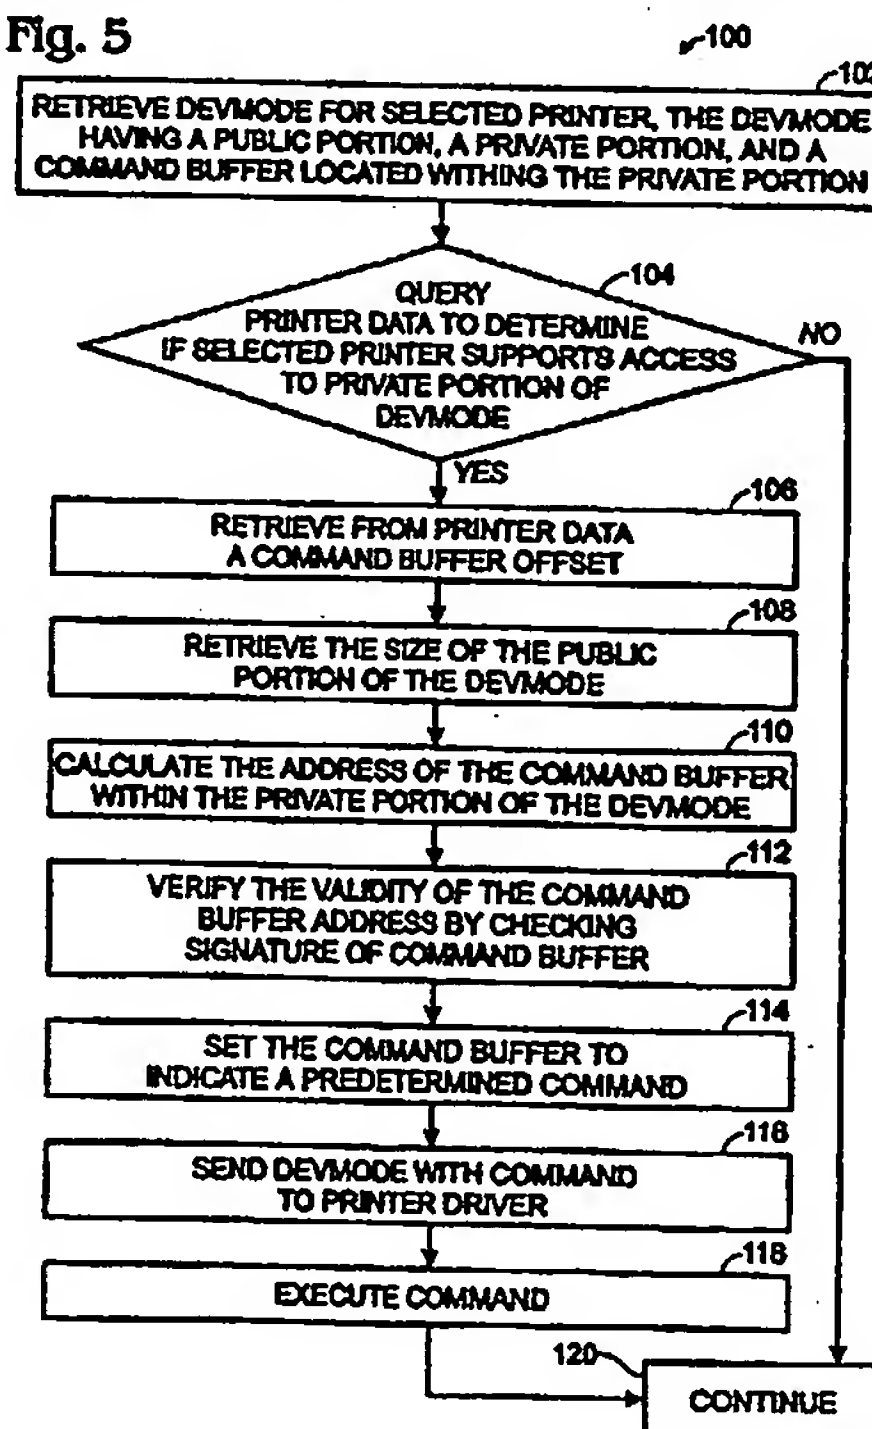 Fig. 5
100
102
RETRIEVE DEVMODE FOR SELECTED PRINTER, THE DEVMODE
HAVING A PUBLIC PORTION, A PRIVATE PORTION, AND A
COMMAND BUFFER LOCATED WITHING THE PRIVATE PORTION
104
QUERY
PRINTER DATA TO DETERMINE
IF SELECTED PRINTER SUPPORTS ACCESS
TO PRIVATE PORTION OF
DEVMODE
NO
YES
106
RETRIEVE FROM PRINTER DATA
A COMMAND BUFFER OFFSET
108
RETRIEVE THE SIZE OF THE PUBLIC
PORTION OF THE DEVMODE
110
CALCULATE THE ADDRESS OF THE COMMAND BUFFER
WITHIN THE PRIVATE PORTION OF THE DEVMODE
112
VERIFY THE VALIDITY OF THE COMMAND
BUFFER ADDRESS BY CHECKING
SIGNATURE OF COMMAND BUFFER
114
SET THE COMMAND BUFFER TO
INDICATE A PREDETERMINED COMMAND
116
SEND DEVMODE WITH COMMAND
TO PRINTER DRIVER
118
EXECUTE COMMAND
120
CONTINUE